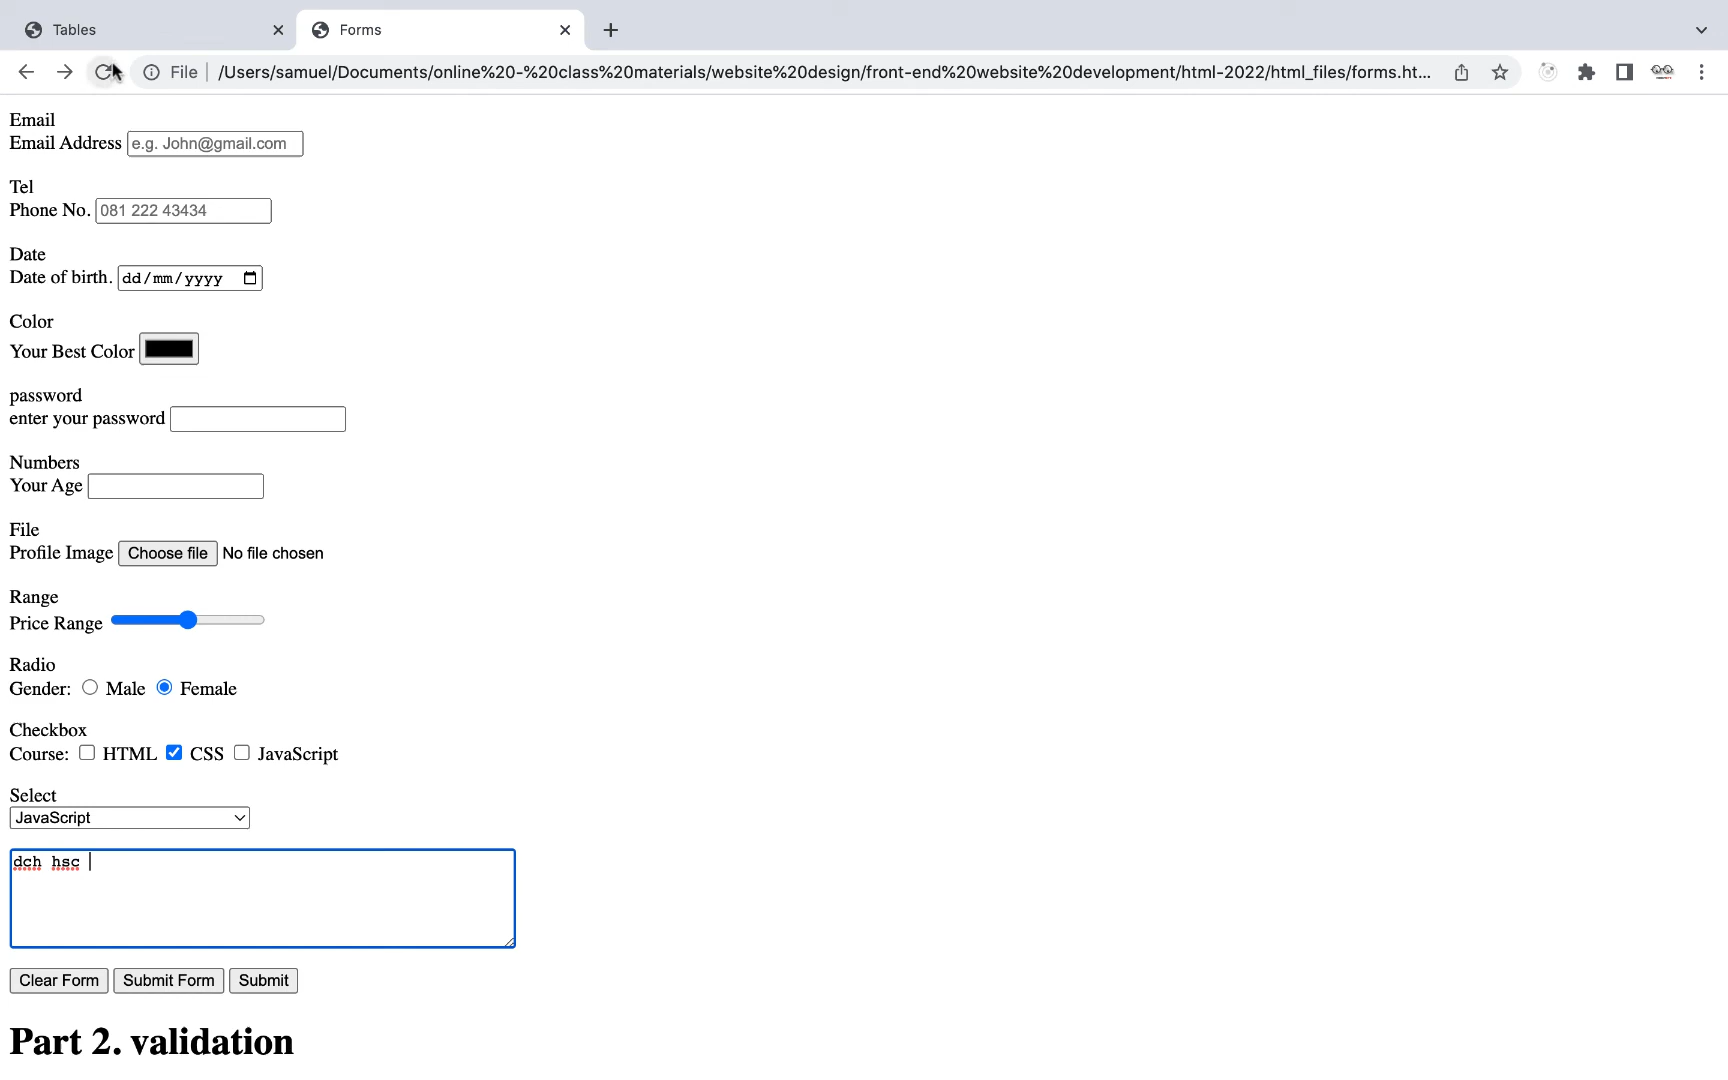 Tables
Forms
File
/Users/samuel/Documents/online%20-%20class%20materials/website%20design/front-end%20website%20development/html-2022/html_files/forms.ht...
Email
Email Address e.g. John@gmail.com
Tel
Phone No. 081 222 43434
Date
Date of birth. dd/mm/yyyy
Color
Your Best Color
password
enter your password
Numbers
Your Age
File
Profile Image Choose file No file chosen
Range
Price Range
Radio
Gender: Male Female
Checkbox
Course: HTML CSS JavaScript
Select
JavaScript
dch hsc
Clear Form Submit Form Submit
Part 2. validation